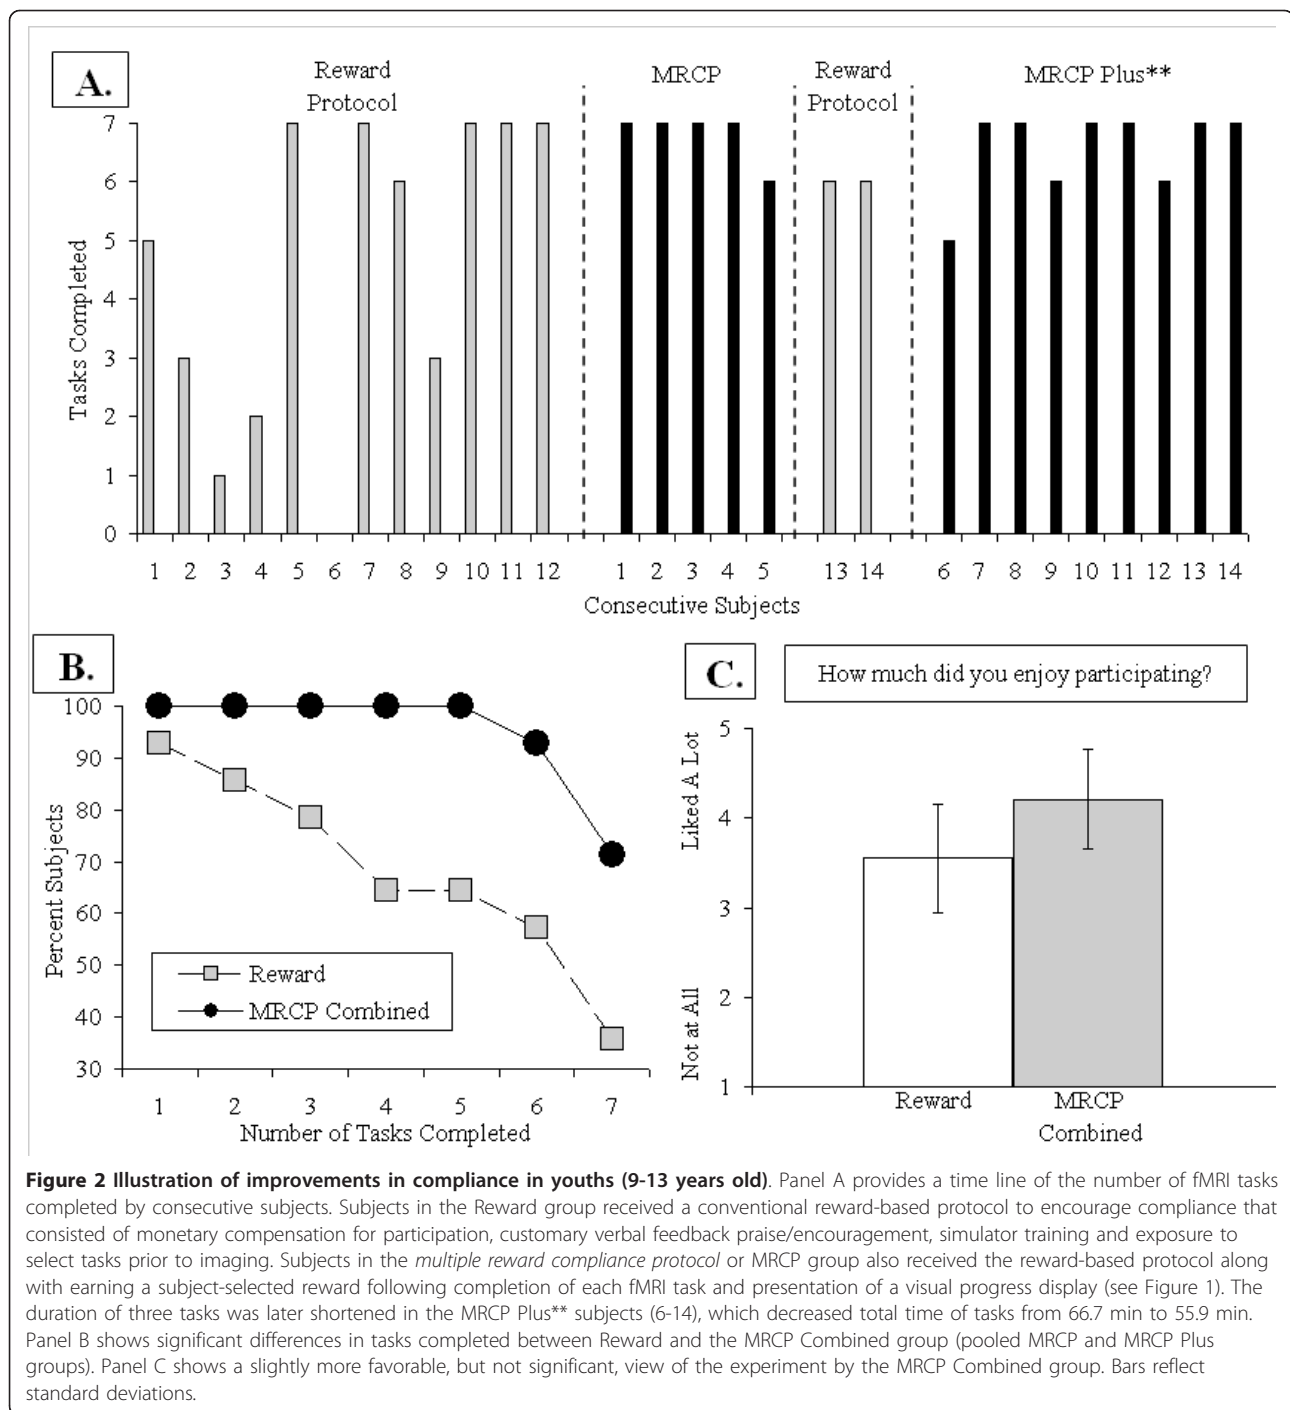 A.
Reward
Protocol
MRCP
Reward
Protocol
MRCP Plus**
7
6
5
4
3
2
1
0
Tasks Completed
1 2 3 4 5 6 7 8 9 10 11 12 1 2 3 4 5 13 14 6 7 8 9 10 11 12 13 14
Consecutive Subjects
B.
100
90
80
70
60
50
40
30
Percent Subjects
Reward
MRCP Combined
1 2 3 4 5 6 7
Number of Tasks Completed
C.
How much did you enjoy participating?
5
4
3
2
1
Liked A Lot
Not at All
Reward
MRCP
Combined
Figure 2 Illustration of improvements in compliance in youths (9-13 years old). Panel A provides a time line of the number of fMRI tasks
completed by consecutive subjects. Subjects in the Reward group received a conventional reward-based protocol to encourage compliance that
consisted of monetary compensation for participation, customary verbal feedback praise/encouragement, simulator training and exposure to
select tasks prior to imaging. Subjects in the multiple reward compliance protocol or MRCP group also received the reward-based protocol along
with earning a subject-selected reward following completion of each fMRI task and presentation of a visual progress display (see Figure 1). The
duration of three tasks was later shortened in the MRCP Plus** subjects (6-14), which decreased total time of tasks from 66.7 min to 55.9 min.
Panel B shows significant differences in tasks completed between Reward and the MRCP Combined group (pooled MRCP and MRCP Plus
groups). Panel C shows a slightly more favorable, but not significant, view of the experiment by the MRCP Combined group. Bars reflect
standard deviations.